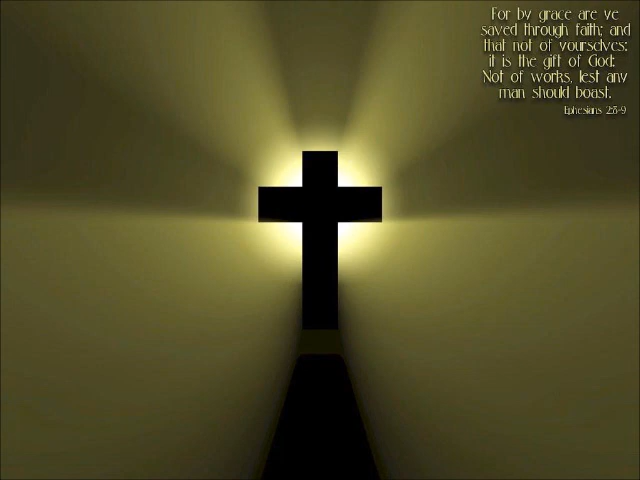 For by grace are ye
saved through faith; and
that not of yourselves:
it is the gift of God:
Not of works, lest any
man should boast.
Ephesians 2:8-9